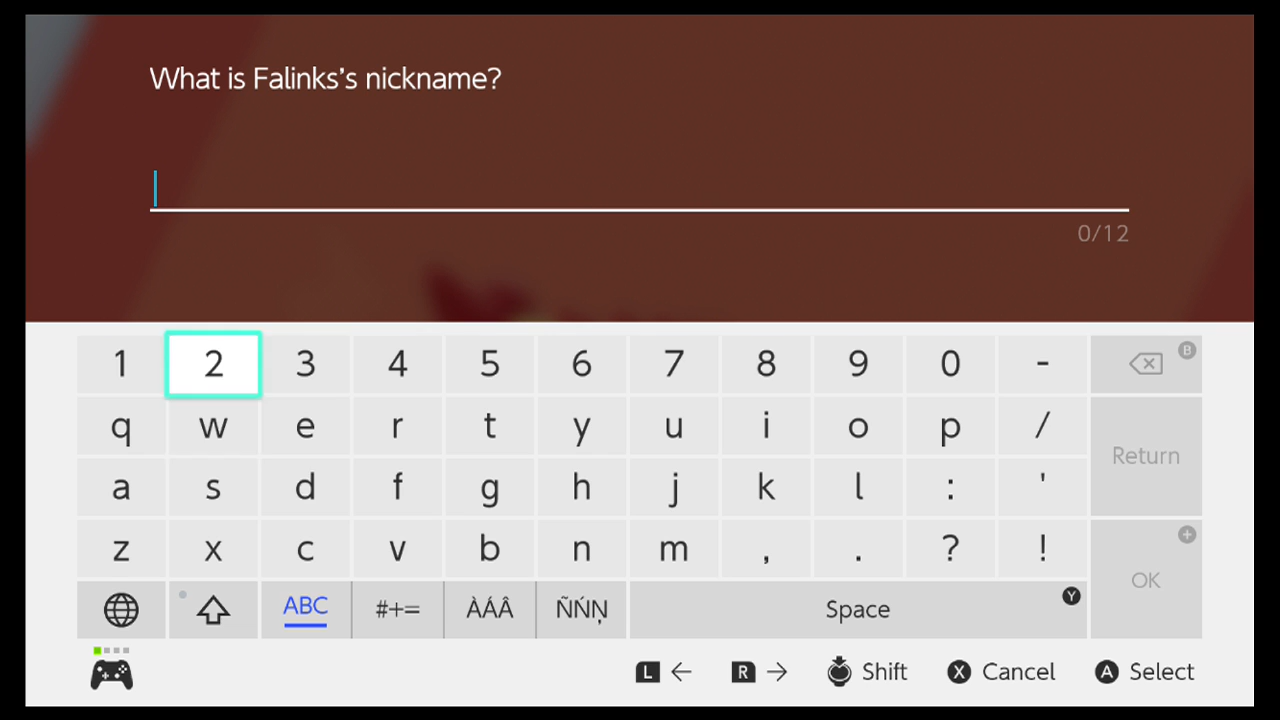 What is Falinks's nickname?
0/12
1 2 3 4 5 6 7 8 9 0 - B
q w e r t y u i o p /
Return
a s d f g h j k l : '
z x c v b n m , . ? ! +
OK
ABC #+= ÀÁÂ ÑŃŅ Space Y
L ← R → Shift X Cancel A Select